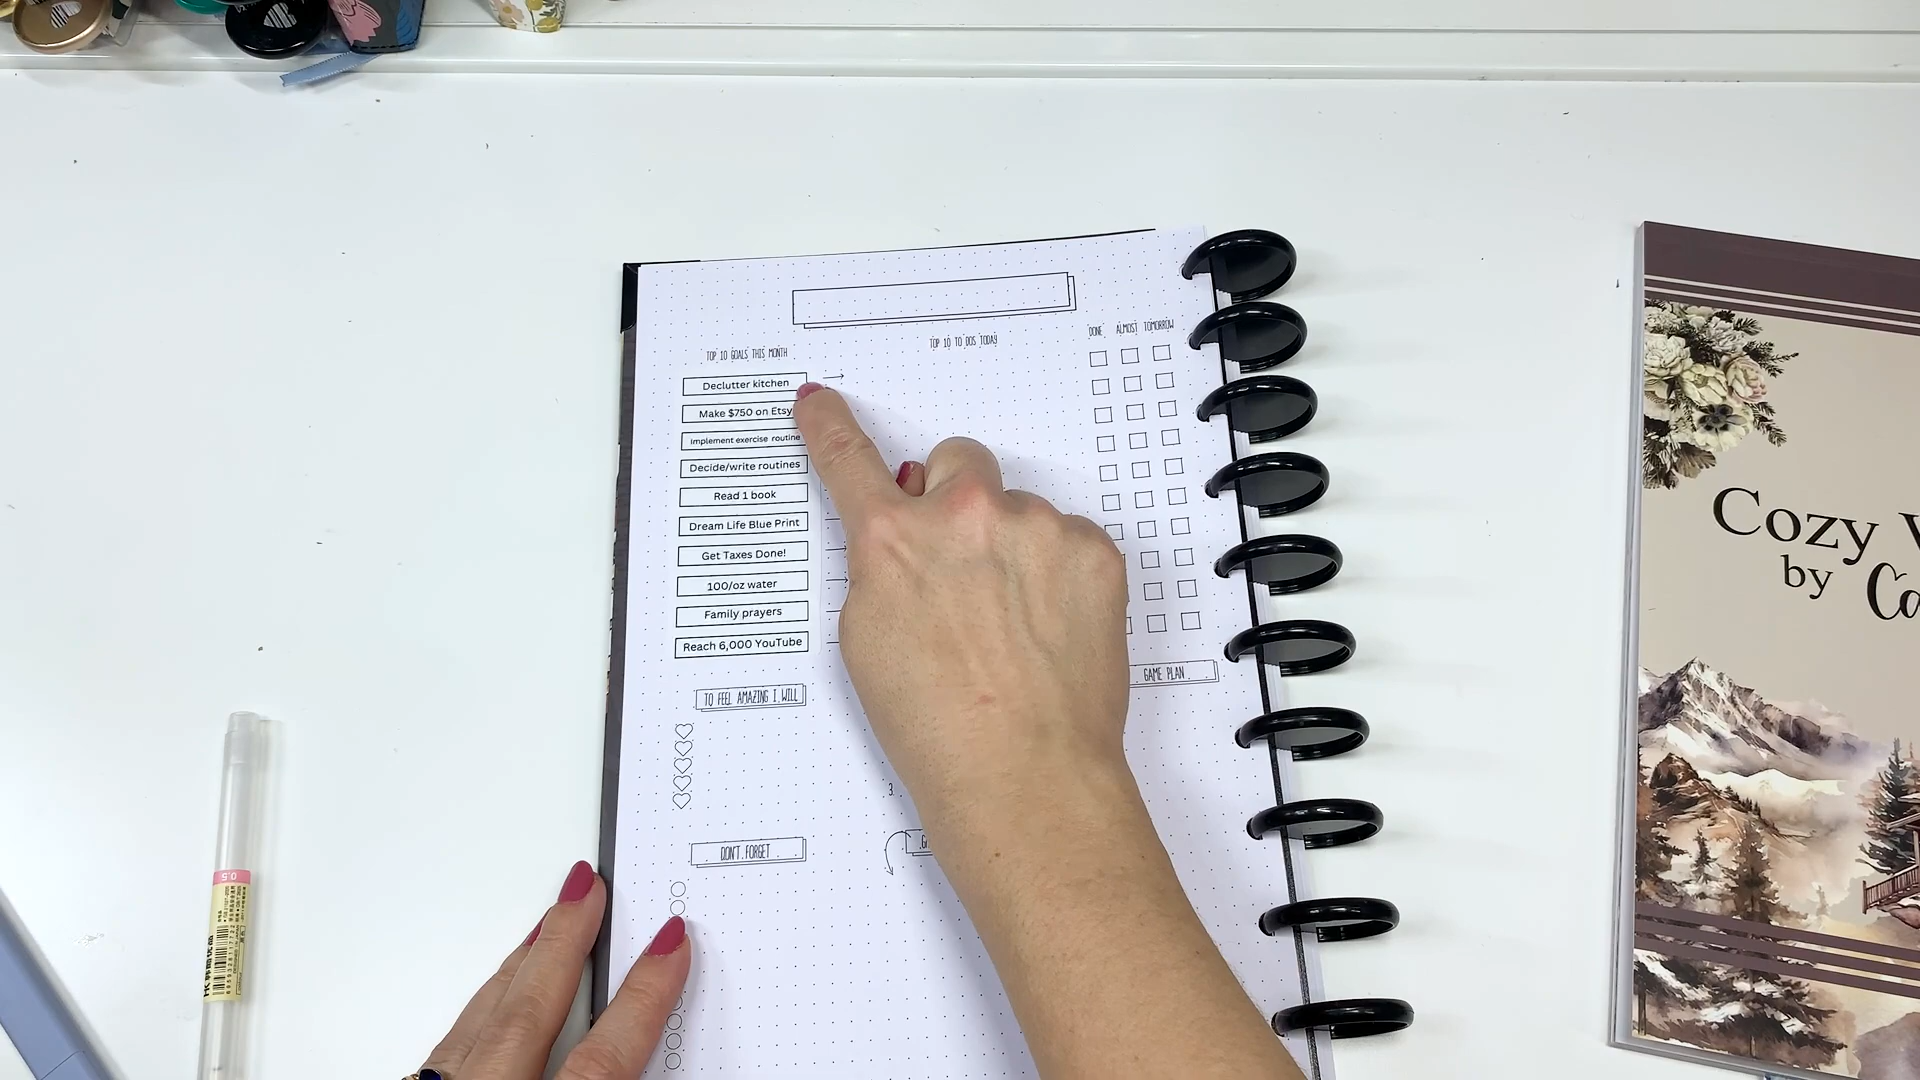 TOP 10 GOALS THIS MONTH
TOP 10 TO DOS TODAY
DONE ALMOST TOMORROW
Declutter kitchen
Make $750 on Etsy
Implement exercise routine
Decide/write routines
Read 1 book
Dream Life Blue Print
Get Taxes Done!
100/oz water
Family prayers
Reach 6,000 YouTube
GAME PLAN
TO FEEL AMAZING I WILL
3.
DON'T FORGET
0.5
Cozy
by